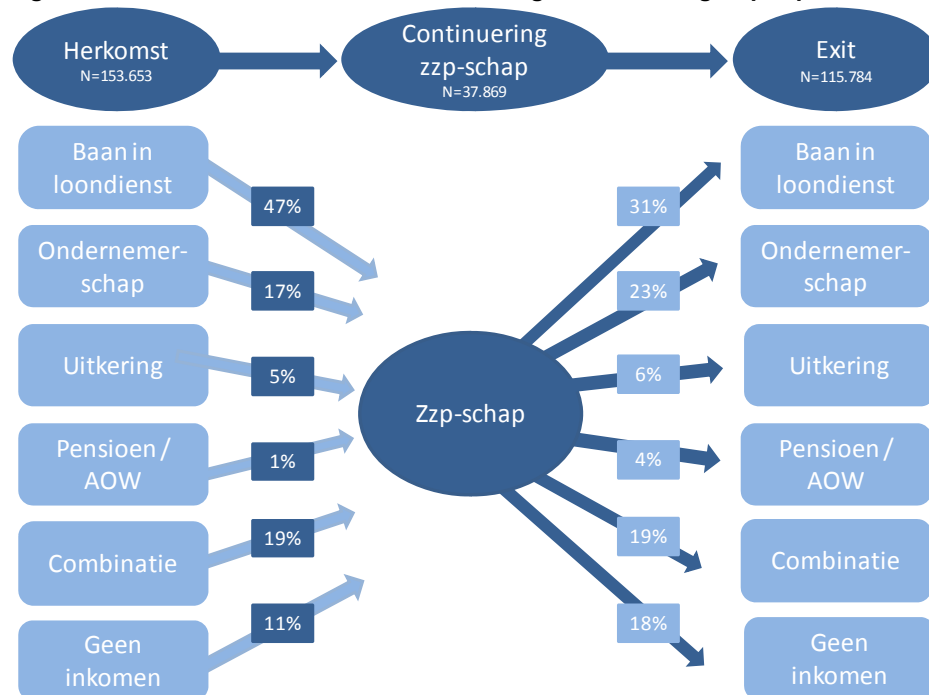 Herkomst
N=153.653
Continuering
zzp-schap
N=37.869
Exit
N=115.784
Baan in
loondienst
47%
31%
Baan in
loondienst
Ondernemer-
schap
17%
23%
Ondernemer-
schap
Uitkering
5%
6%
Uitkering
Zzp-schap
Pensioen /
AOW
1%
4%
Pensioen /
AOW
Combinatie
19%
19%
Combinatie
Geen
inkomen
11%
18%
Geen
inkomen